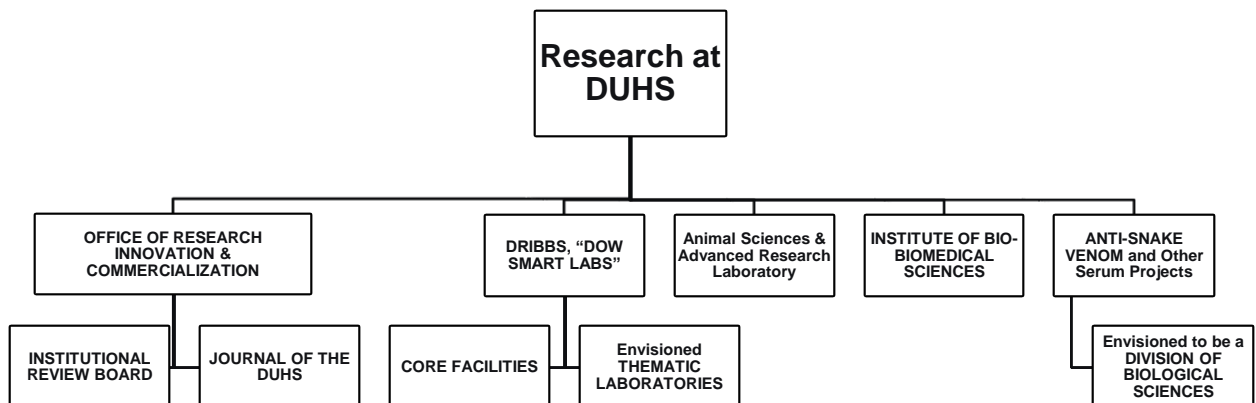 Research at
DUHS
OFFICE OF RESEARCH
INNOVATION &
COMMERCIALIZATION
DRIBBS, “DOW
SMART LABS”
Animal Sciences &
Advanced Research
Laboratory
INSTITUTE OF BIO-
BIOMEDICAL
SCIENCES
ANTI-SNAKE
VENOM and Other
Serum Projects
INSTITUTIONAL
REVIEW BOARD
JOURNAL OF THE
DUHS
CORE FACILITIES
Envisioned
THEMATIC
LABORATORIES
Envisioned to be a
DIVISION OF
BIOLOGICAL
SCIENCES